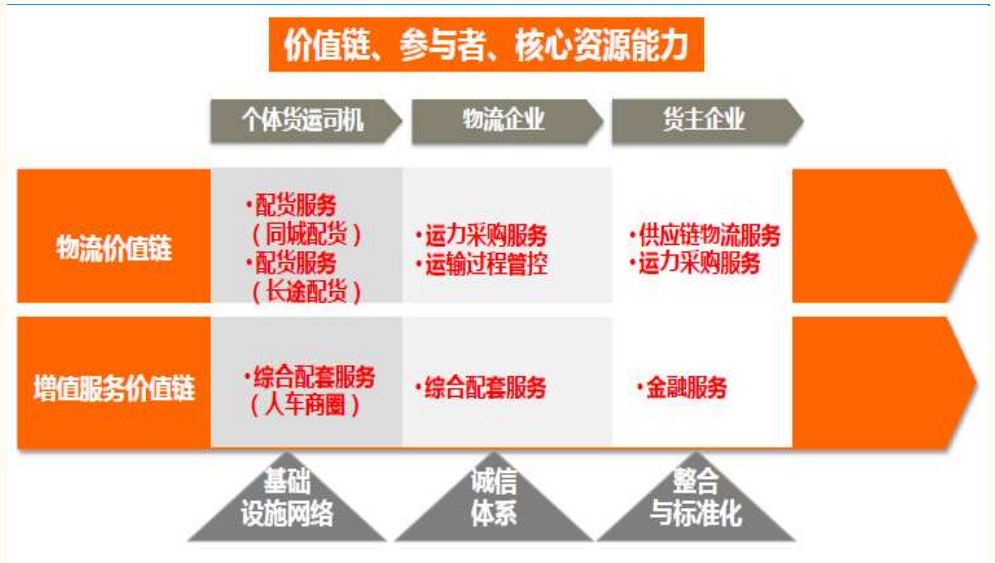 价值链、参与者、核心资源能力
个体货运司机
物流企业
货主企业
物流价值链
•配货服务
（同城配货）
•配货服务
（长途配货）
•运力采购服务
•运输过程管控
•供应链物流服务
•运力采购服务
增值服务价值链
•综合配套服务
（人车商圈）
•综合配套服务
•金融服务
基础
设施网络
诚信
体系
整合
与标准化